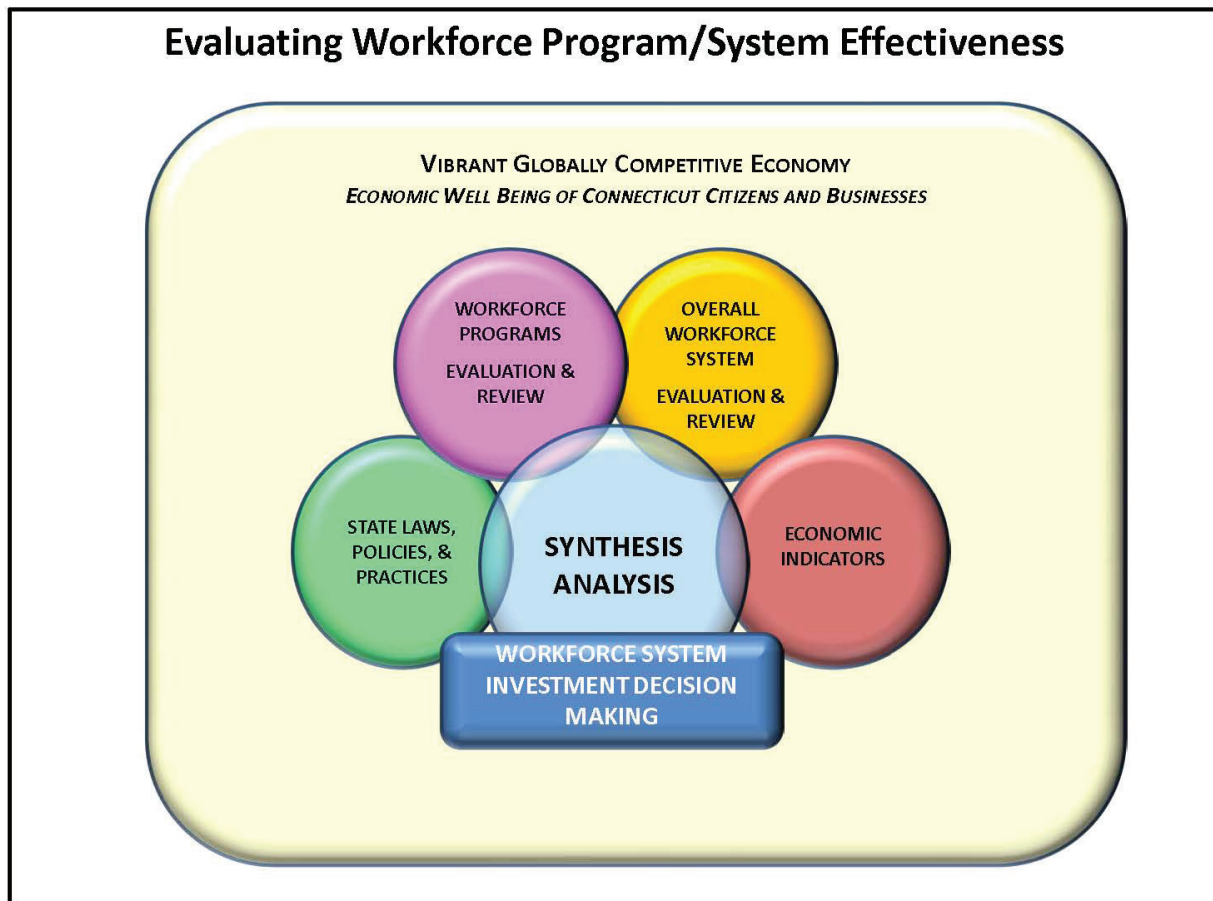 Evaluating Workforce Program/System Effectiveness
VIBRANT GLOBALLY COMPETITIVE ECONOMY
ECONOMIC WELL BEING OF CONNECTICUT CITIZENS AND BUSINESSES
WORKFORCE
PROGRAMS
EVALUATION &
REVIEW
OVERALL
WORKFORCE
SYSTEM
EVALUATION &
REVIEW
STATE LAWS,
POLICIES, &
PRACTICES
SYNTHESIS
ANALYSIS
ECONOMIC
INDICATORS
WORKFORCE SYSTEM
INVESTMENT DECISION
MAKING